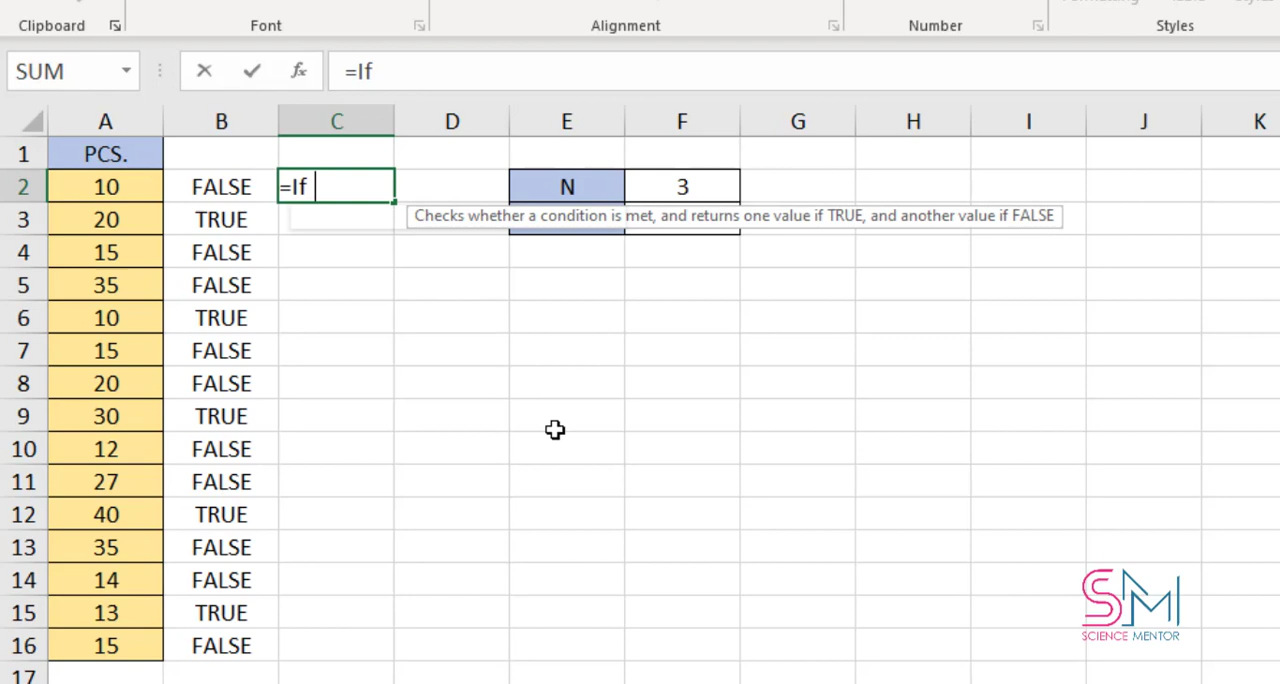 Clipboard Font Alignment Number Styles
SUM =If
A B C D E F G H I J K
1 PCS.
2 10 FALSE =If N 3
3 20 TRUE Checks whether a condition is met, and returns one value if TRUE, and another value if FALSE
4 15 FALSE
5 35 FALSE
6 10 TRUE
7 15 FALSE
8 20 FALSE
9 30 TRUE
10 12 FALSE
11 27 FALSE
12 40 TRUE
13 35 FALSE
14 14 FALSE
15 13 TRUE
16 15 FALSE
17
SM
SCIENCE MENTOR